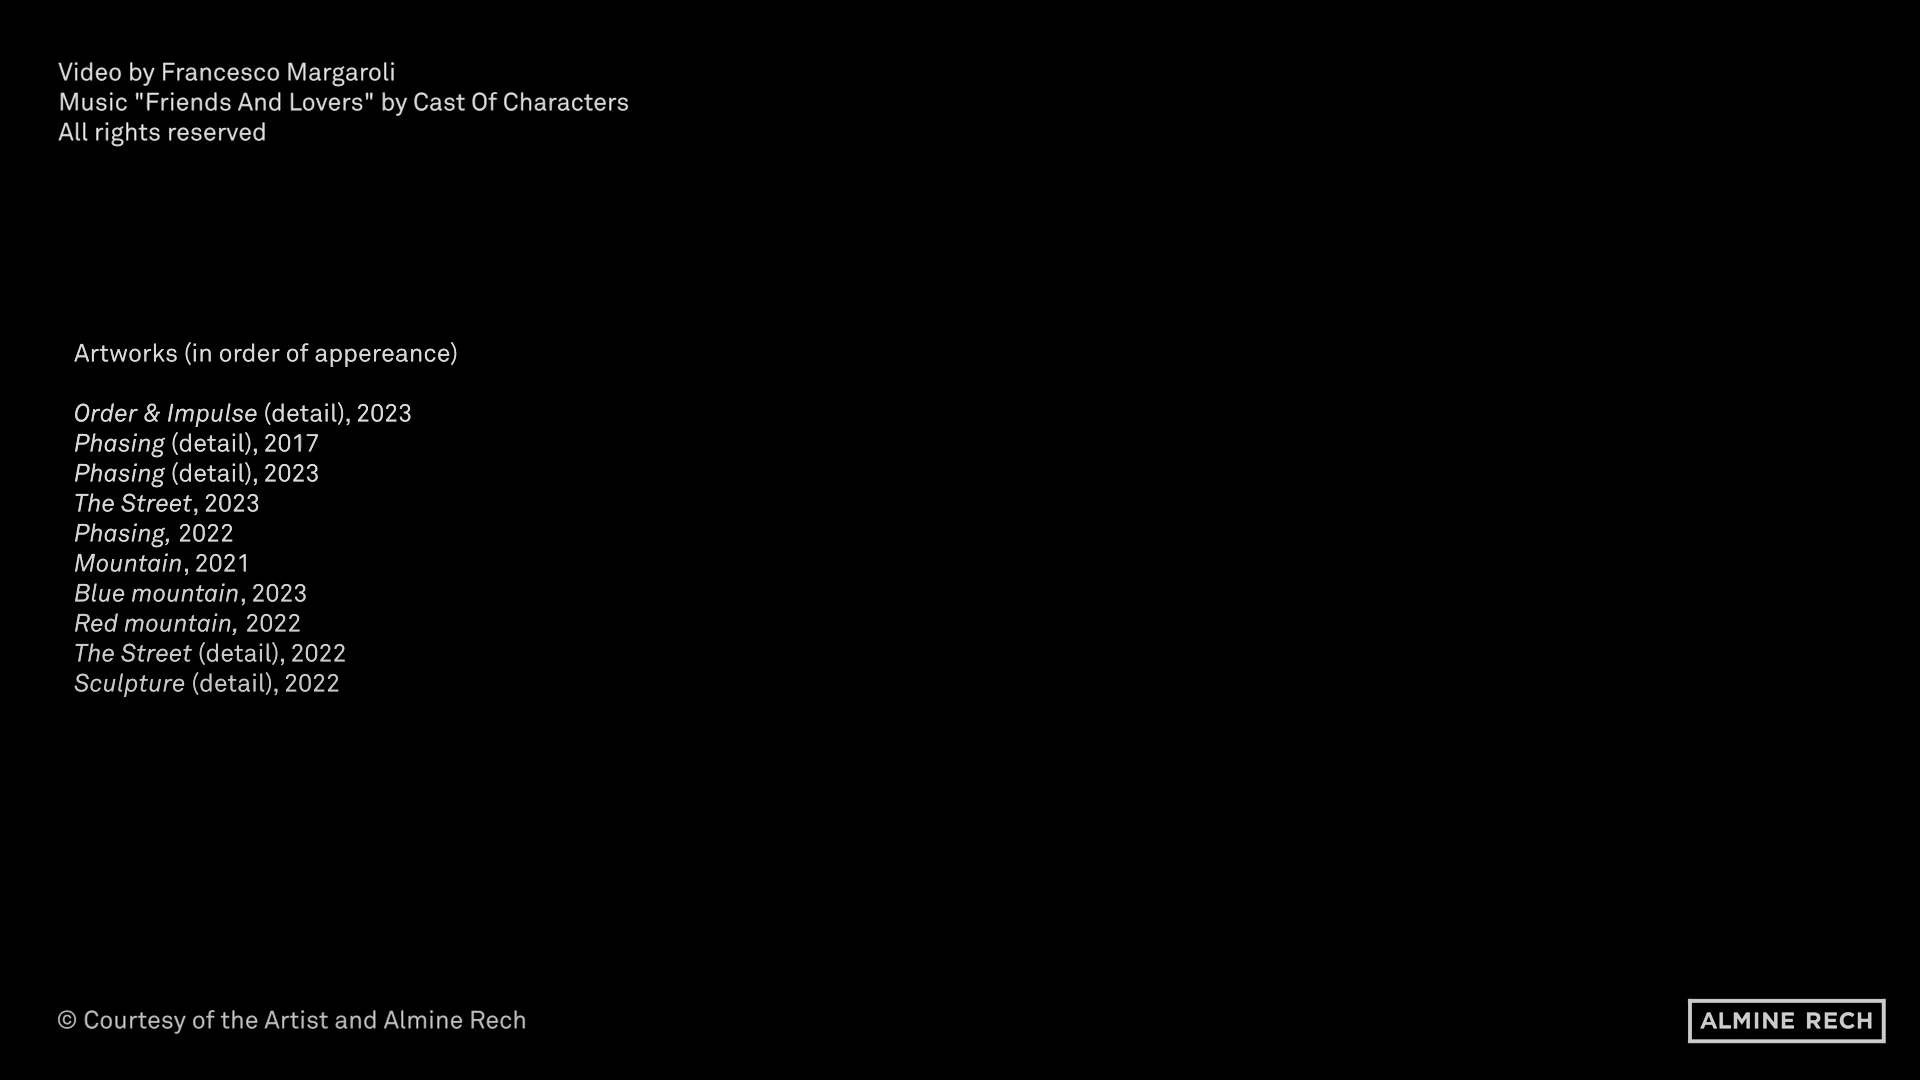 Video by Francesco Margaroli
Music "Friends And Lovers" by Cast Of Characters
All rights reserved
Artworks (in order of appereance)
Order & Impulse (detail), 2023
Phasing (detail), 2017
Phasing (detail), 2023
The Street, 2023
Phasing, 2022
Mountain, 2021
Blue mountain, 2023
Red mountain, 2022
The Street (detail), 2022
Sculpture (detail), 2022
© Courtesy of the Artist and Almine Rech
ALMINE RECH